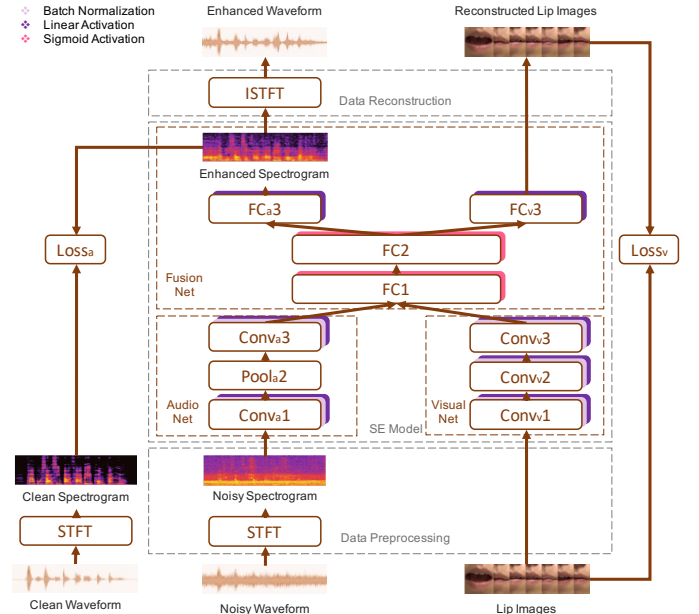 Batch Normalization
Linear Activation
Sigmoid Activation
Enhanced Waveform
Reconstructed Lip Images
ISTFT
Data Reconstruction
Enhanced Spectrogram
FCa3
FCv3
Lossa
FC2
Lossv
Fusion
Net
FC1
Conva3
Convv3
Poola2
Convv2
Audio
Net
Conva1
Visual
Net
Convv1
SE Model
Clean Spectrogram
Noisy Spectrogram
STFT
STFT
Data Preprocessing
Clean Waveform
Noisy Waveform
Lip Images